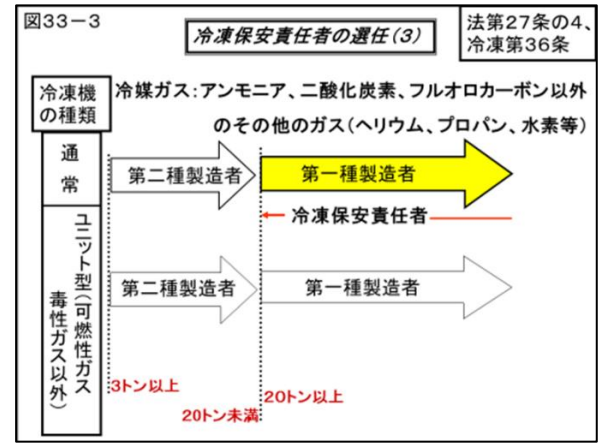 図33-3
冷凍保安責任者の選任(3)
法第27条の4、
冷凍第36条
冷凍機
の種類
冷媒ガス:アンモニア、二酸化炭素、フルオロカーボン以外
のその他のガス(ヘリウム、プロパン、水素等)
通
常
第二種製造者
第一種製造者
冷凍保安責任者
ユニット型(可燃性ガス
毒性ガス以外)
第二種製造者
第一種製造者
3トン以上
20トン未満
20トン以上